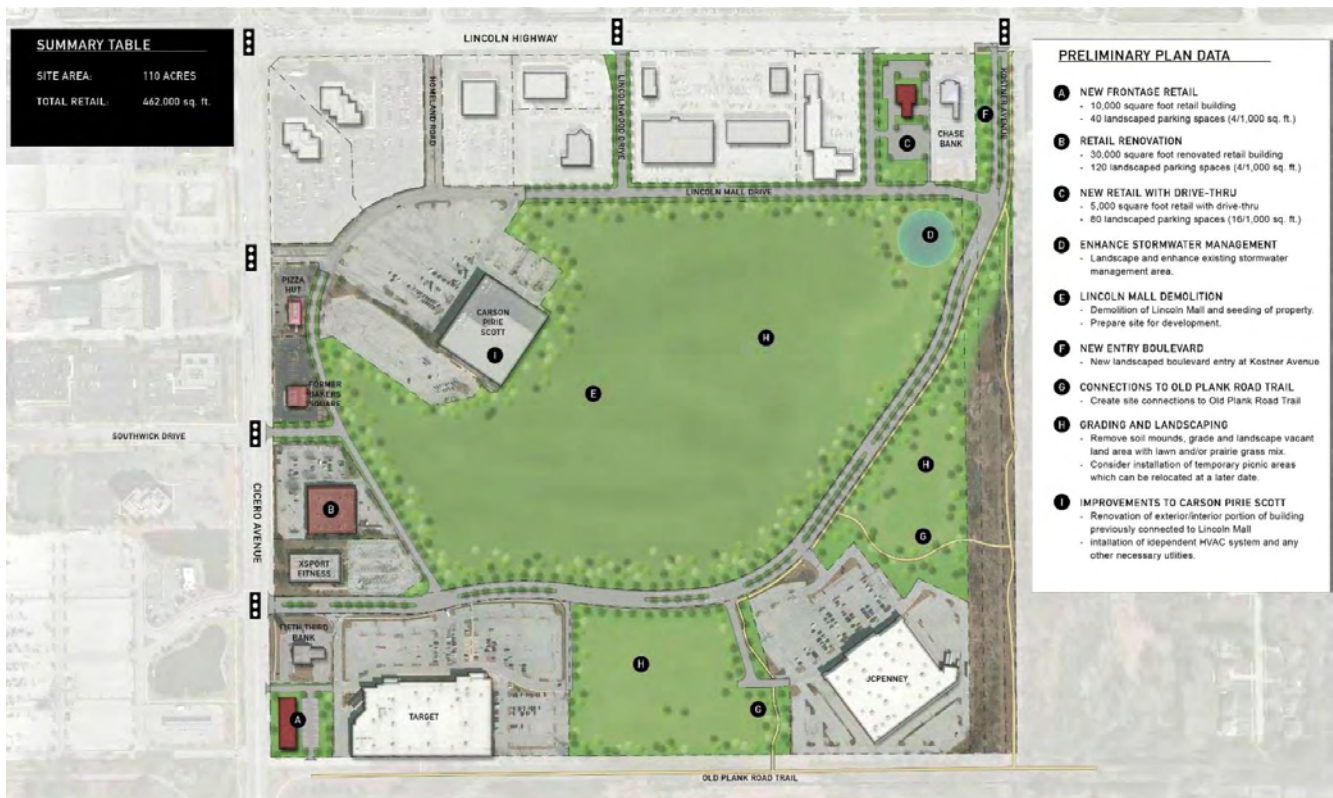 SUMMARY TABLE
SITE AREA: 110 ACRES
TOTAL RETAIL: 462,000 sq. ft.
LINCOLN HIGHWAY
HOMELAND ROAD
LINCOLNWOOD DRIVE
KOSTNER AVENUE
F
C
CHASE
BANK
LINCOLN MALL DRIVE
D
PIZZA
HUT
CARSON
PIRIE
SCOTT
I
H
E
FORMER
BAKERS
SQUARE
SOUTHWICK DRIVE
CICERO AVENUE
B
XSPORT
FITNESS
H
G
FIFTH THIRD
BANK
H
JCPENNEY
A
TARGET
G
OLD PLANK ROAD TRAIL
PRELIMINARY PLAN DATA
A NEW FRONTAGE RETAIL
- 10,000 square foot retail building
- 40 landscaped parking spaces (4/1,000 sq. ft.)
B RETAIL RENOVATION
- 30,000 square foot renovated retail building
- 120 landscaped parking spaces (4/1,000 sq. ft.)
C NEW RETAIL WITH DRIVE-THRU
- 5,000 square foot retail with drive-thru
- 80 landscaped parking spaces (16/1,000 sq. ft.)
D ENHANCE STORMWATER MANAGEMENT
- Landscape and enhance existing stormwater
management area.
E LINCOLN MALL DEMOLITION
- Demolition of Lincoln Mall and seeding of property.
- Prepare site for development.
F NEW ENTRY BOULEVARD
- New landscaped boulevard entry at Kostner Avenue
G CONNECTIONS TO OLD PLANK ROAD TRAIL
- Create site connections to Old Plank Road Trail
H GRADING AND LANDSCAPING
- Remove soil mounds, grade and landscape vacant
land area with lawn and/or prairie grass mix.
- Consider installation of temporary picnic areas
which can be relocated at a later date.
I IMPROVEMENTS TO CARSON PIRIE SCOTT
- Renovation of exterior/interior portion of building
previously connected to Lincoln Mall
- intallation of idependent HVAC system and any
other necessary utlities.